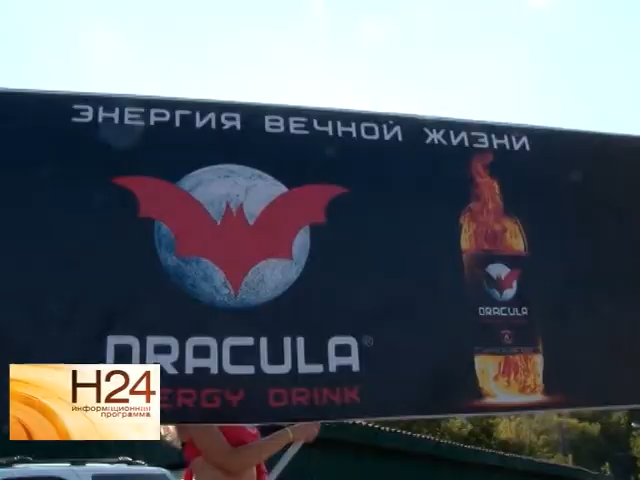 ЭНЕРГИЯ ВЕЧНОЙ ЖИЗНИ
DRACULA®
ERGY DRINK
DRACULA
Н24
информационная
программа